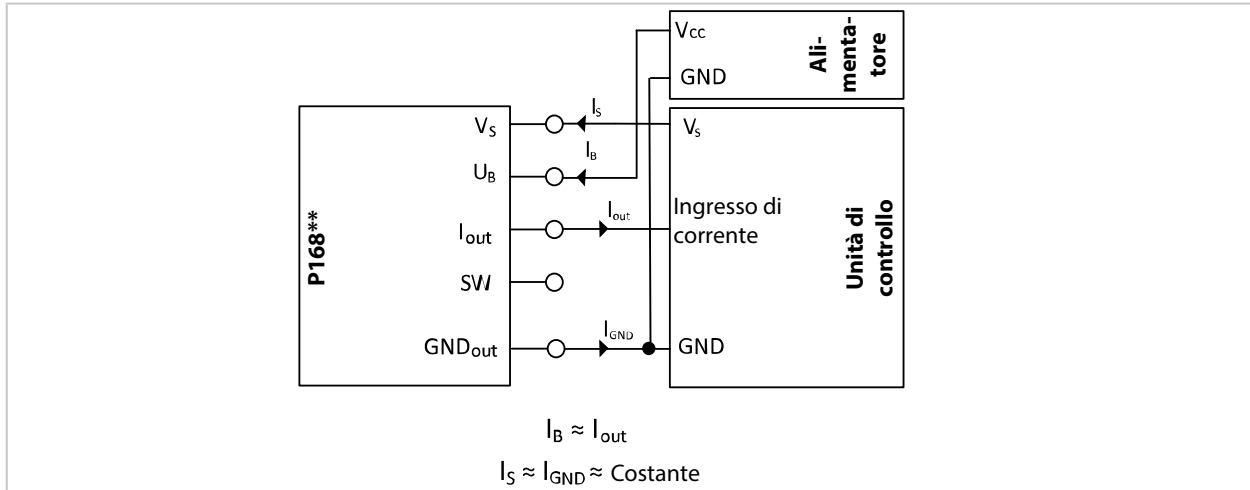 Vcc
GND
Ali-
menta-
tore
P168**
VS
UB
Iout
SW
GNDout
IS
IB
Iout
IGND
Vs
Ingresso di
corrente
GND
Unità di
controllo
IB ≈ Iout
IS ≈ IGND ≈ Costante